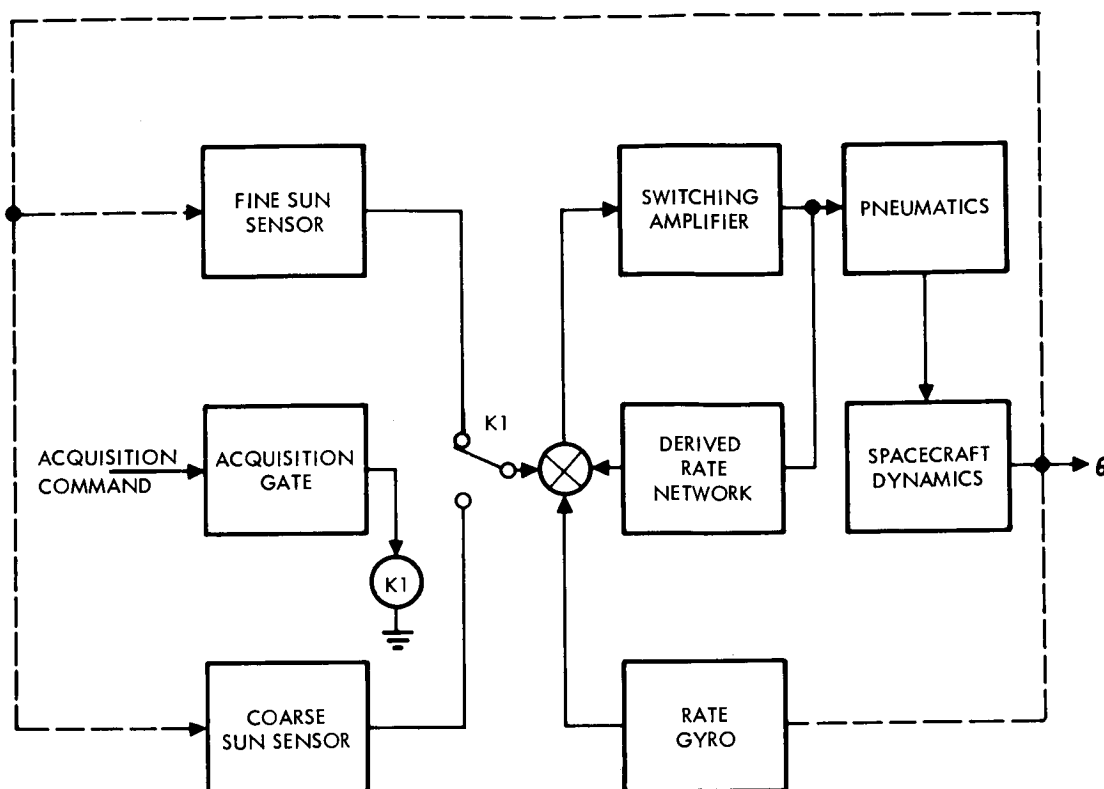 FINE SUN
SENSOR
SWITCHING
AMPLIFIER
PNEUMATICS
K1
ACQUISITION
COMMAND
ACQUISITION
GATE
DERIVED
RATE
NETWORK
SPACECRAFT
DYNAMICS
θ
K1
COARSE
SUN SENSOR
RATE
GYRO